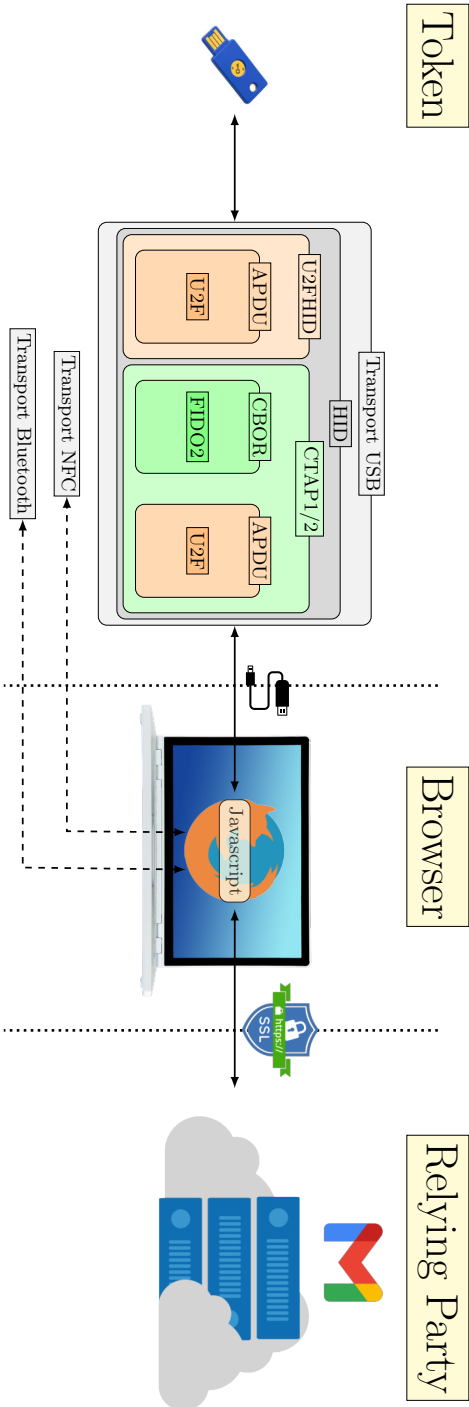 Token
Browser
Relying Party
Transport USB
HID
U2FHID
CTAP1/2
APDU
CBOR
APDU
U2F
FIDO2
U2F
Javascript
https://
SSL
Transport NFC
Transport Bluetooth